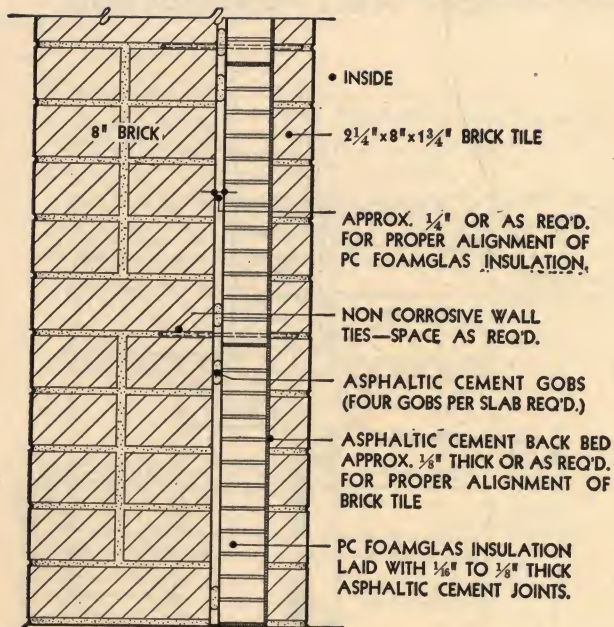 8" BRICK
INSIDE
2¼"x8"x1¾" BRICK TILE
APPROX. ¼" OR AS REQ'D.
FOR PROPER ALIGNMENT OF
PC FOAMGLAS INSULATION.
NON CORROSIVE WALL
TIES—SPACE AS REQ'D.
ASPHALTIC CEMENT GOBS
(FOUR GOBS PER SLAB REQ'D.)
ASPHALTIC CEMENT BACK BED
APPROX. ⅛" THICK OR AS REQ'D.
FOR PROPER ALIGNMENT OF
BRICK TILE
PC FOAMGLAS INSULATION
LAID WITH 1/16" TO ⅛" THICK
ASPHALTIC CEMENT JOINTS.